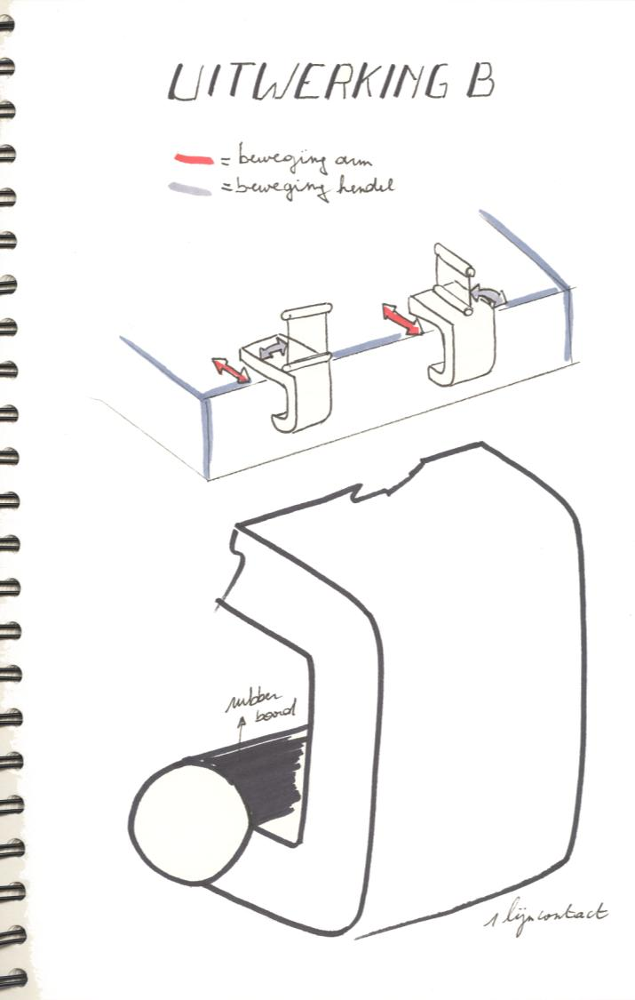 UITWERKING B
= beweging arm
= beweging hendel
rubber
band
1 lijncontact